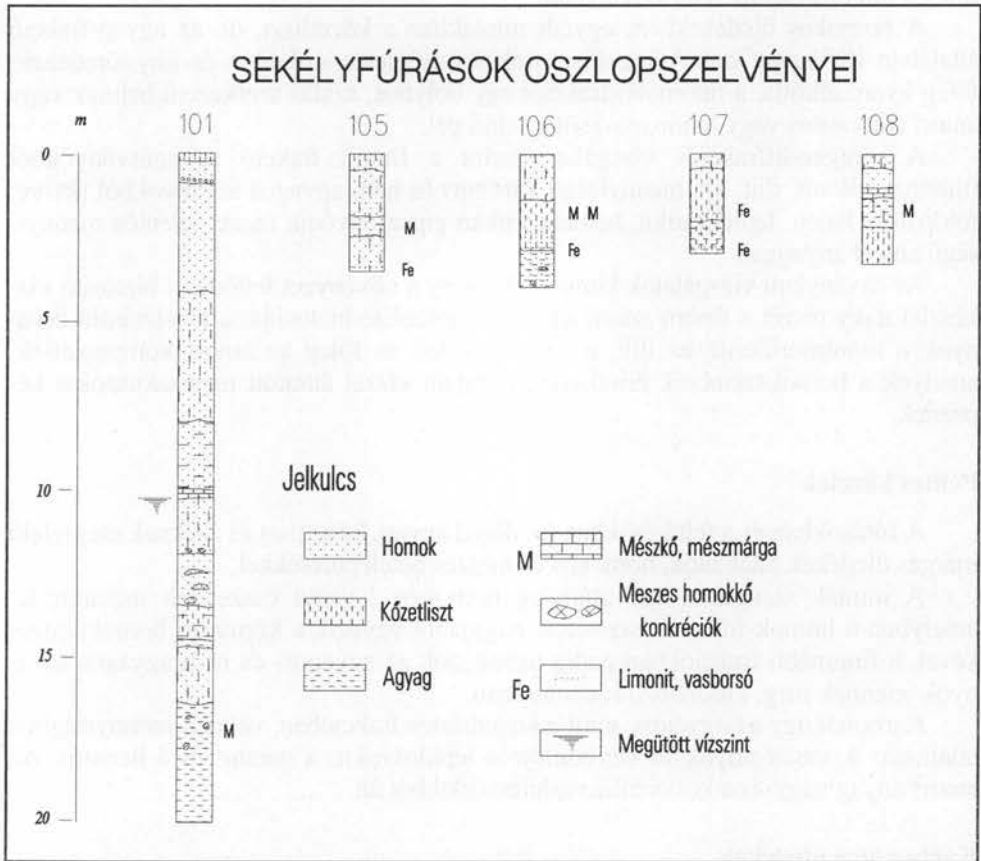 SEKÉLYFÚRÁSOK OSZLOPSZELVÉNYEI
m 101 105 106 107 108
0
M M M Fe M
Fe Fe Fe
5
10
Jelkulcs
Homok
M Mészkő, mészmárga
Kőzetliszt
Meszes homokkő
konkréciók
15
Agyag
Fe Limonit, vasborsó
M
Megütött vízszint
20